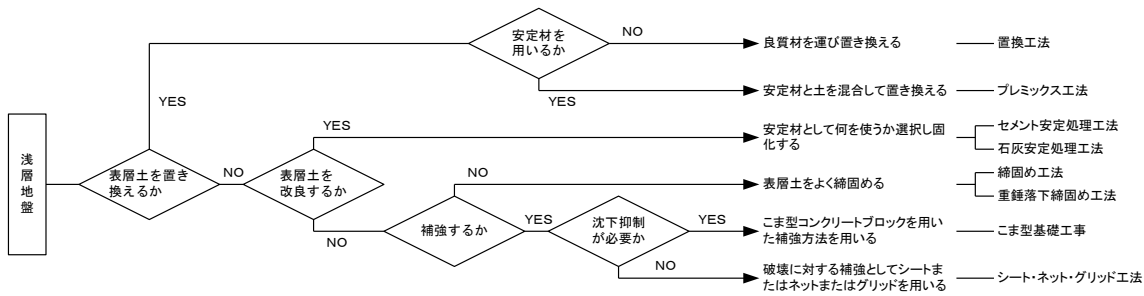 安定材を
用いるか
NO
良質材を運び置き換える
置換工法
YES
YES
安定材と土を混合して置き換える
プレミックス工法
浅層地盤
表層土を置き
換えるか
NO
表層土を
改良するか
YES
安定材として何を使うか選択し固
化する
セメント安定処理工法
石灰安定処理工法
NO
補強するか
NO
表層土をよく締固める
締固め工法
重錘落下締固め工法
YES
沈下抑制
が必要か
YES
こま型コンクリートブロックを用い
た補強方法を用いる
こま型基礎工事
NO
破壊に対する補強としてシートま
たはネットまたはグリッドを用いる
シート・ネット・グリッド工法